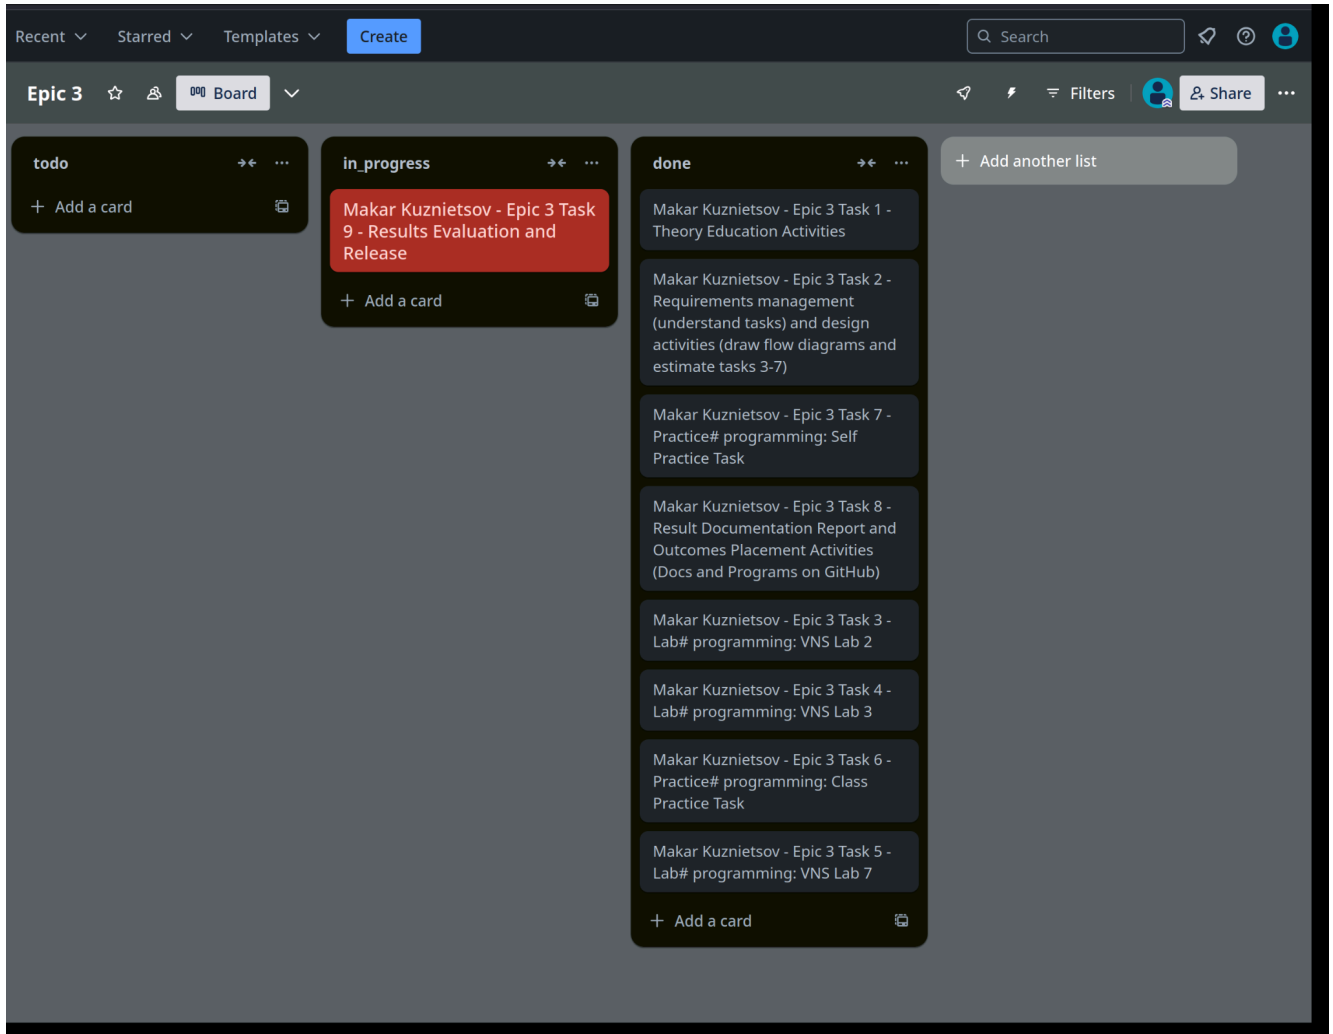 Recent
Starred
Templates
Create
Search
Epic 3
Board
Filters
Share
todo
+ Add a card
in_progress
Makar Kuznietsov - Epic 3 Task
9 - Results Evaluation and
Release
+ Add a card
done
Makar Kuznietsov - Epic 3 Task 1 -
Theory Education Activities
Makar Kuznietsov - Epic 3 Task 2 -
Requirements management
(understand tasks) and design
activities (draw flow diagrams and
estimate tasks 3-7)
Makar Kuznietsov - Epic 3 Task 7 -
Practice# programming: Self
Practice Task
Makar Kuznietsov - Epic 3 Task 8 -
Result Documentation Report and
Outcomes Placement Activities
(Docs and Programs on GitHub)
Makar Kuznietsov - Epic 3 Task 3 -
Lab# programming: VNS Lab 2
Makar Kuznietsov - Epic 3 Task 4 -
Lab# programming: VNS Lab 3
Makar Kuznietsov - Epic 3 Task 6 -
Practice# programming: Class
Practice Task
Makar Kuznietsov - Epic 3 Task 5 -
Lab# programming: VNS Lab 7
+ Add a card
+ Add another list